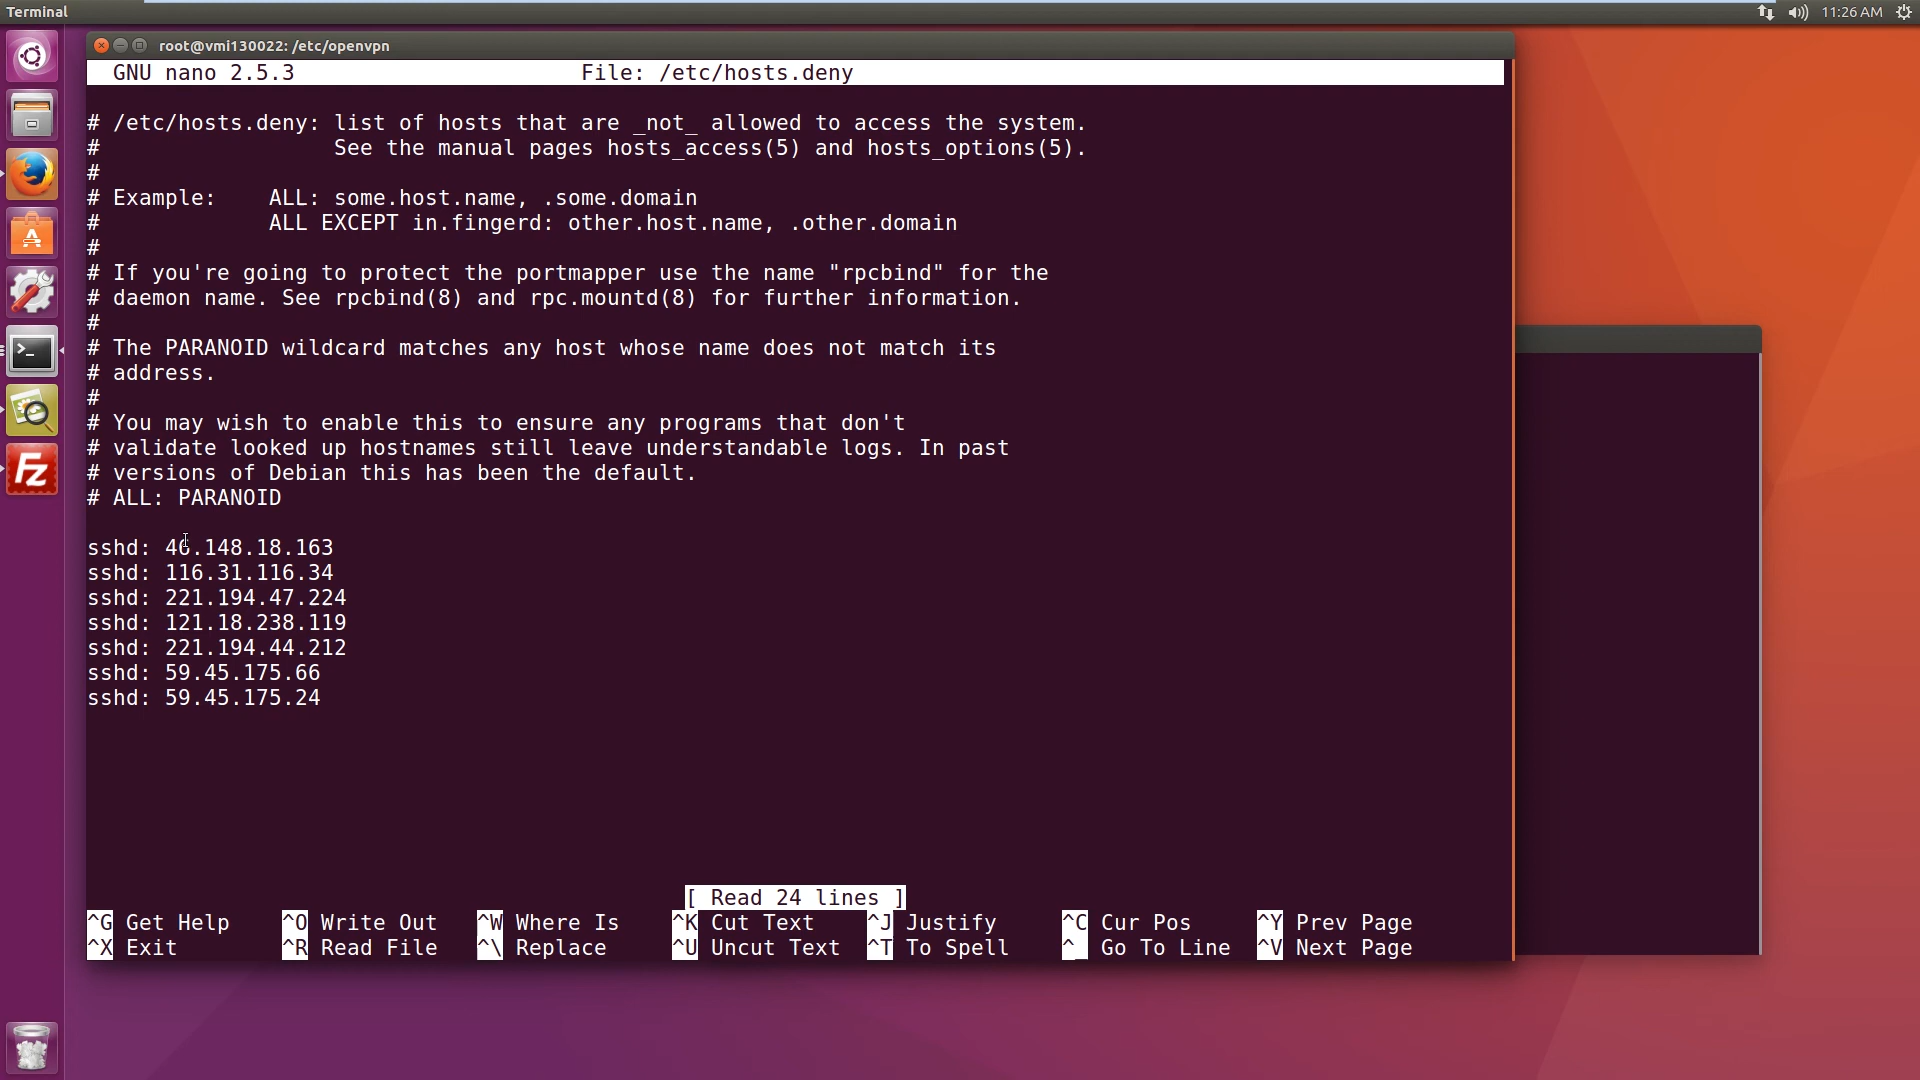 Terminal
11:26 AM
root@vmi130022: /etc/openvpn
GNU nano 2.5.3 File: /etc/hosts.deny
# /etc/hosts.deny: list of hosts that are _not_ allowed to access the system.
# See the manual pages hosts_access(5) and hosts_options(5).
#
# Example: ALL: some.host.name, .some.domain
# ALL EXCEPT in.fingerd: other.host.name, .other.domain
#
# If you're going to protect the portmapper use the name "rpcbind" for the
# daemon name. See rpcbind(8) and rpc.mountd(8) for further information.
#
# The PARANOID wildcard matches any host whose name does not match its
# address.
#
# You may wish to enable this to ensure any programs that don't
# validate looked up hostnames still leave understandable logs. In past
# versions of Debian this has been the default.
# ALL: PARANOID
sshd: 46.148.18.163
sshd: 116.31.116.34
sshd: 221.194.47.224
sshd: 121.18.238.119
sshd: 221.194.44.212
sshd: 59.45.175.66
sshd: 59.45.175.24
[ Read 24 lines ]
^G Get Help ^O Write Out ^W Where Is ^K Cut Text ^J Justify ^C Cur Pos ^Y Prev Page
^X Exit ^R Read File ^\ Replace ^U Uncut Text ^T To Spell ^_ Go To Line ^V Next Page